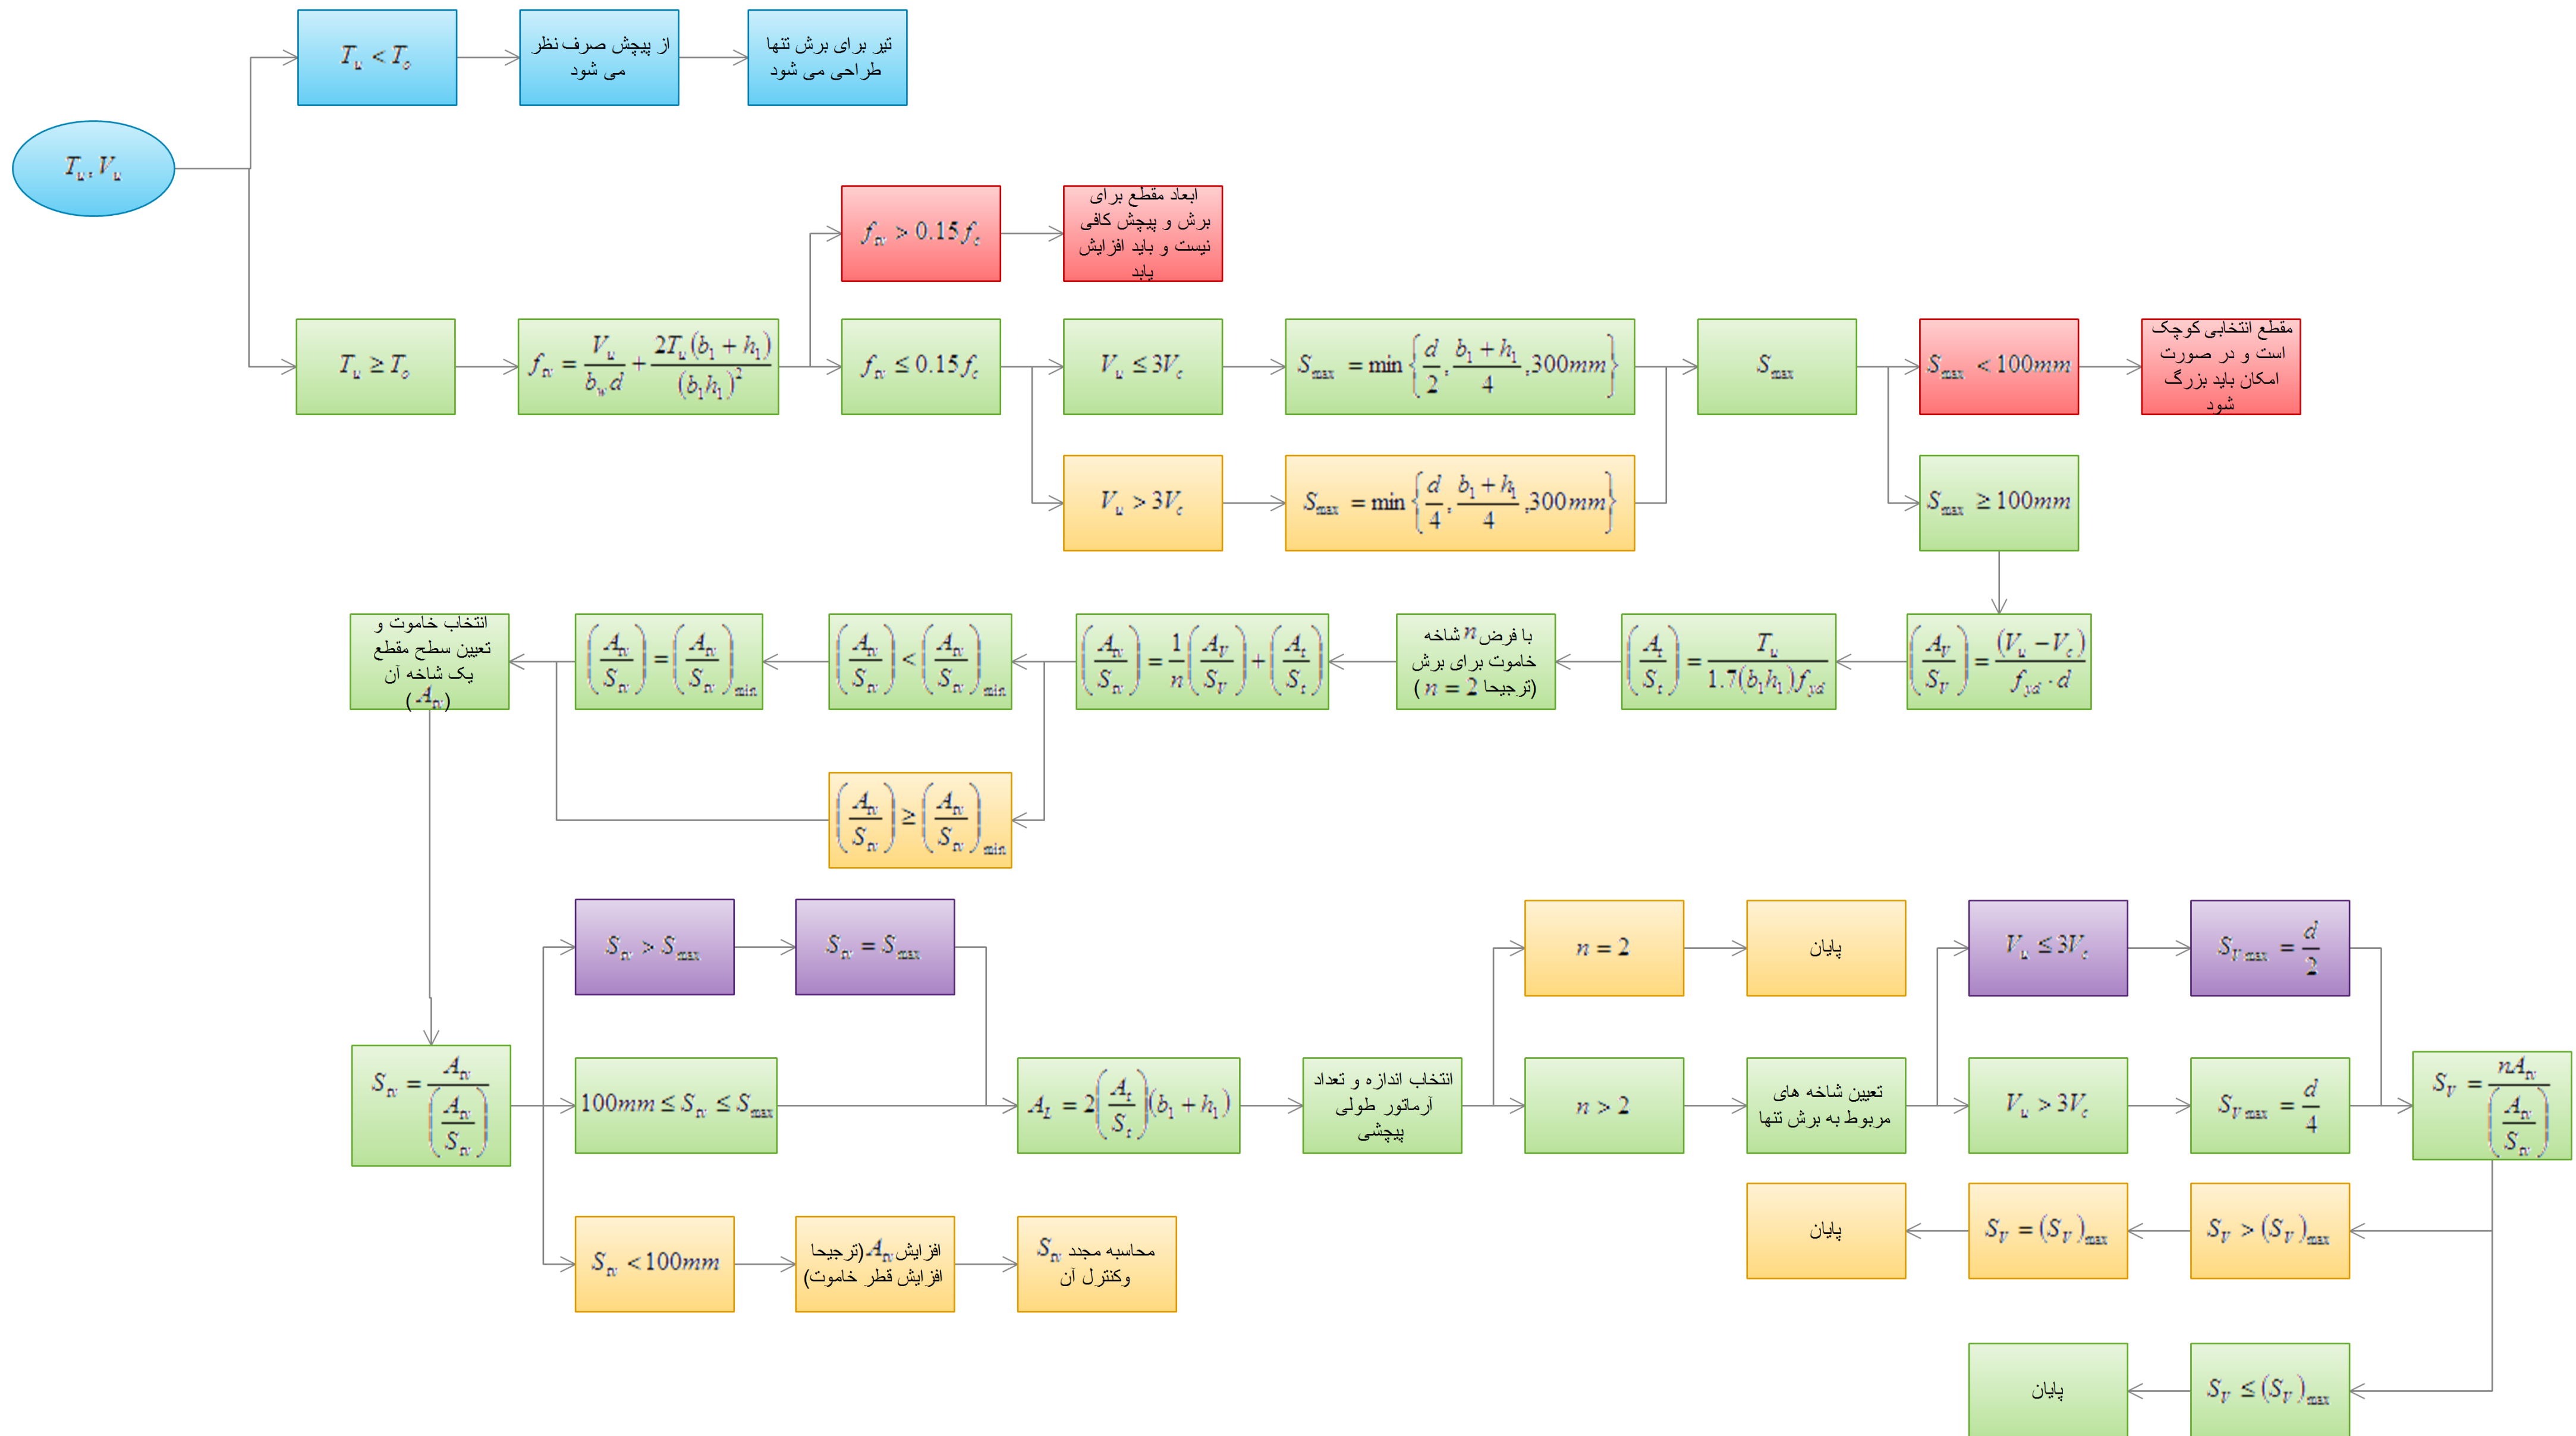 T_u < T_o
از پیچش صرف نظر
می شود
تیر برای برش تنها
طراحی می شود
T_u, V_u
f_tv > 0.15 f_c
ابعاد مقطع برای
برش و پیچش کافی
نیست و باید افزایش
یابد
T_u ≥ T_o
f_tv = V_u / (b_w d) + 2T_u (b_1 + h_1) / (b_1 h_1)^2
f_tv ≤ 0.15 f_c
V_u ≤ 3V_c
S_max = min { d/2 , (b_1 + h_1)/4 , 300mm }
S_max
S_max < 100mm
مقطع انتخابی کوچک
است و در صورت
امکان باید بزرگ
شود
V_u > 3V_c
S_max = min { d/4 , (b_1 + h_1)/4 , 300mm }
S_max ≥ 100mm
(A_V / S_V) = (V_u − V_c) / (f_yd · d)
(A_t / S_t) = T_u / (1.7(b_1 h_1) f_yd)
با فرض n شاخه
خاموت برای برش
(ترجیحا n = 2 )
(A_tv / S_tv) = 1/n (A_V / S_V) + (A_t / S_t)
(A_tv / S_tv) < (A_tv / S_tv)_min
(A_tv / S_tv) = (A_tv / S_tv)_min
انتخاب خاموت و
تعیین سطح مقطع
یک شاخه آن
(A_tv )
(A_tv / S_tv) ≥ (A_tv / S_tv)_min
S_tv > S_max
S_tv = S_max
n = 2
پایان
V_u ≤ 3V_c
S_V max = d/2
S_tv = A_tv / (A_tv / S_tv)
100mm ≤ S_tv ≤ S_max
A_L = 2 (A_t / S_t) (b_1 + h_1)
انتخاب اندازه و تعداد
آرماتور طولی
پیچشی
n > 2
تعیین شاخه های
مربوط به برش تنها
V_u > 3V_c
S_V max = d/4
S_V = nA_tv / (A_tv / S_tv)
S_tv < 100mm
افزایش A_tv (ترجیحا
افزایش قطر خاموت)
محاسبه مجدد S_tv
وکنترل آن
S_V > (S_V)_max
S_V = (S_V)_max
پایان
S_V ≤ (S_V)_max
پایان